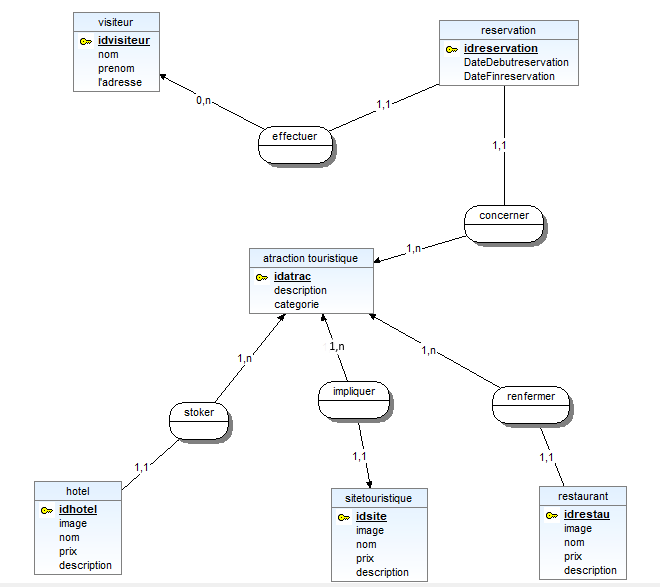 visiteur
idvisiteur
nom
prenom
l'adresse
reservation
idreservation
DateDebutreservation
DateFinreservation
0,n
1,1
effectuer
1,1
concerner
1,n
atraction touristique
idatrac
description
categorie
1,n
1,n
1,n
stoker
impliquer
renfermer
1,1
1,1
1,1
hotel
idhotel
image
nom
prix
description
sitetouristique
idsite
image
nom
prix
description
restaurant
idrestau
image
nom
prix
description